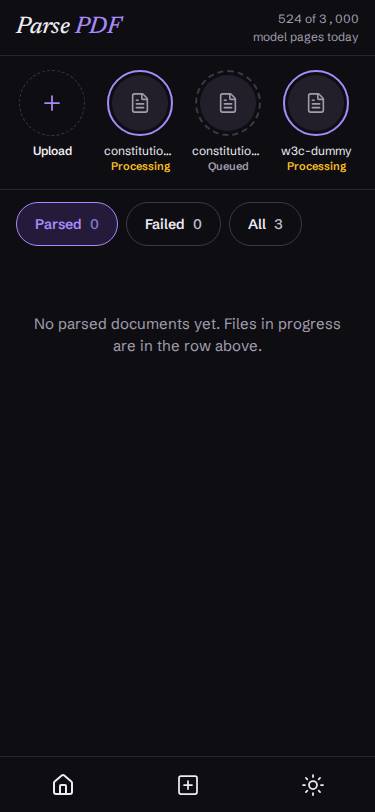 Parse PDF
524 of 3,000
model pages today
Upload
constitutio…
Processing
constitutio…
Queued
w3c-dummy
Processing
Parsed 0
Failed 0
All 3
No parsed documents yet. Files in progress
are in the row above.